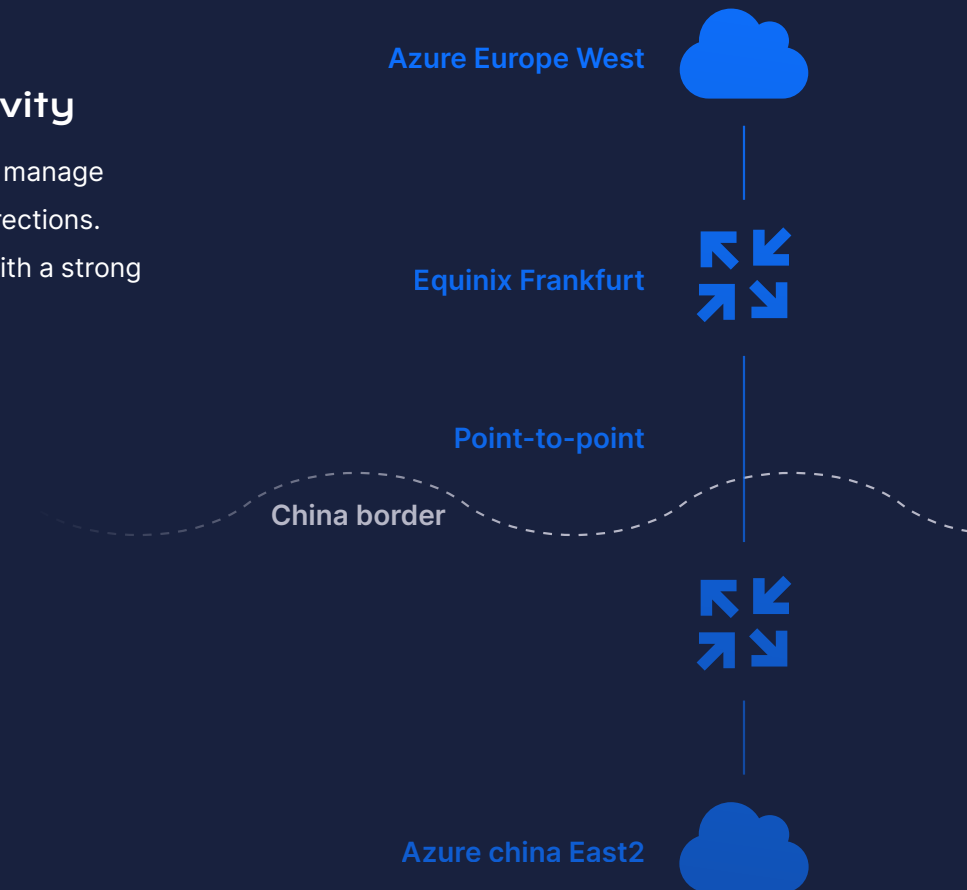 vity
manage
rections.
ith a strong
Azure Europe West
Equinix Frankfurt
Point-to-point
China border
Azure china East2